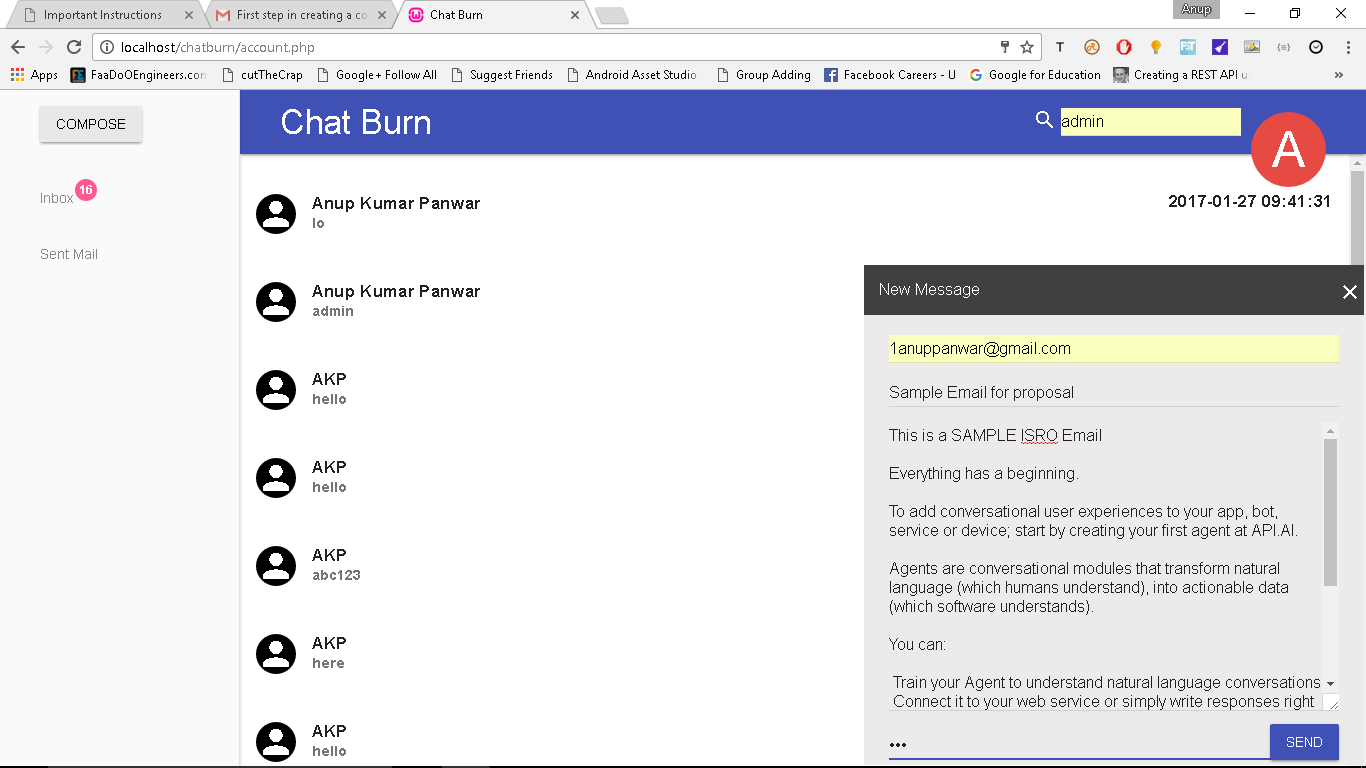 Important Instructions
First step in creating a co
Chat Burn
Anup
localhost/chatburn/account.php
Apps
FaaDoOEngineers.com
cutTheCrap
Google+ Follow All
Suggest Friends
Android Asset Studio
Group Adding
Facebook Careers - U
Google for Education
Creating a REST API u
COMPOSE
Inbox 16
Sent Mail
Chat Burn
admin
A
Anup Kumar Panwar
2017-01-27 09:41:31
lo
Anup Kumar Panwar
admin
AKP
hello
AKP
hello
AKP
abc123
AKP
here
AKP
hello
New Message
1anuppanwar@gmail.com
Sample Email for proposal
This is a SAMPLE ISRO Email
Everything has a beginning.
To add conversational user experiences to your app, bot,
service or device; start by creating your first agent at API.AI.
Agents are conversational modules that transform natural
language (which humans understand), into actionable data
(which software understands).
You can:
Train your Agent to understand natural language conversations
Connect it to your web service or simply write responses right
•••
SEND